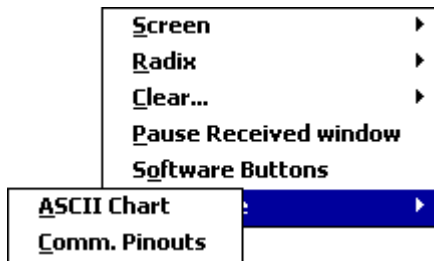 Screen
Radix
Clear...
Pause Received window
Software Buttons
ASCII Chart
Comm. Pinouts